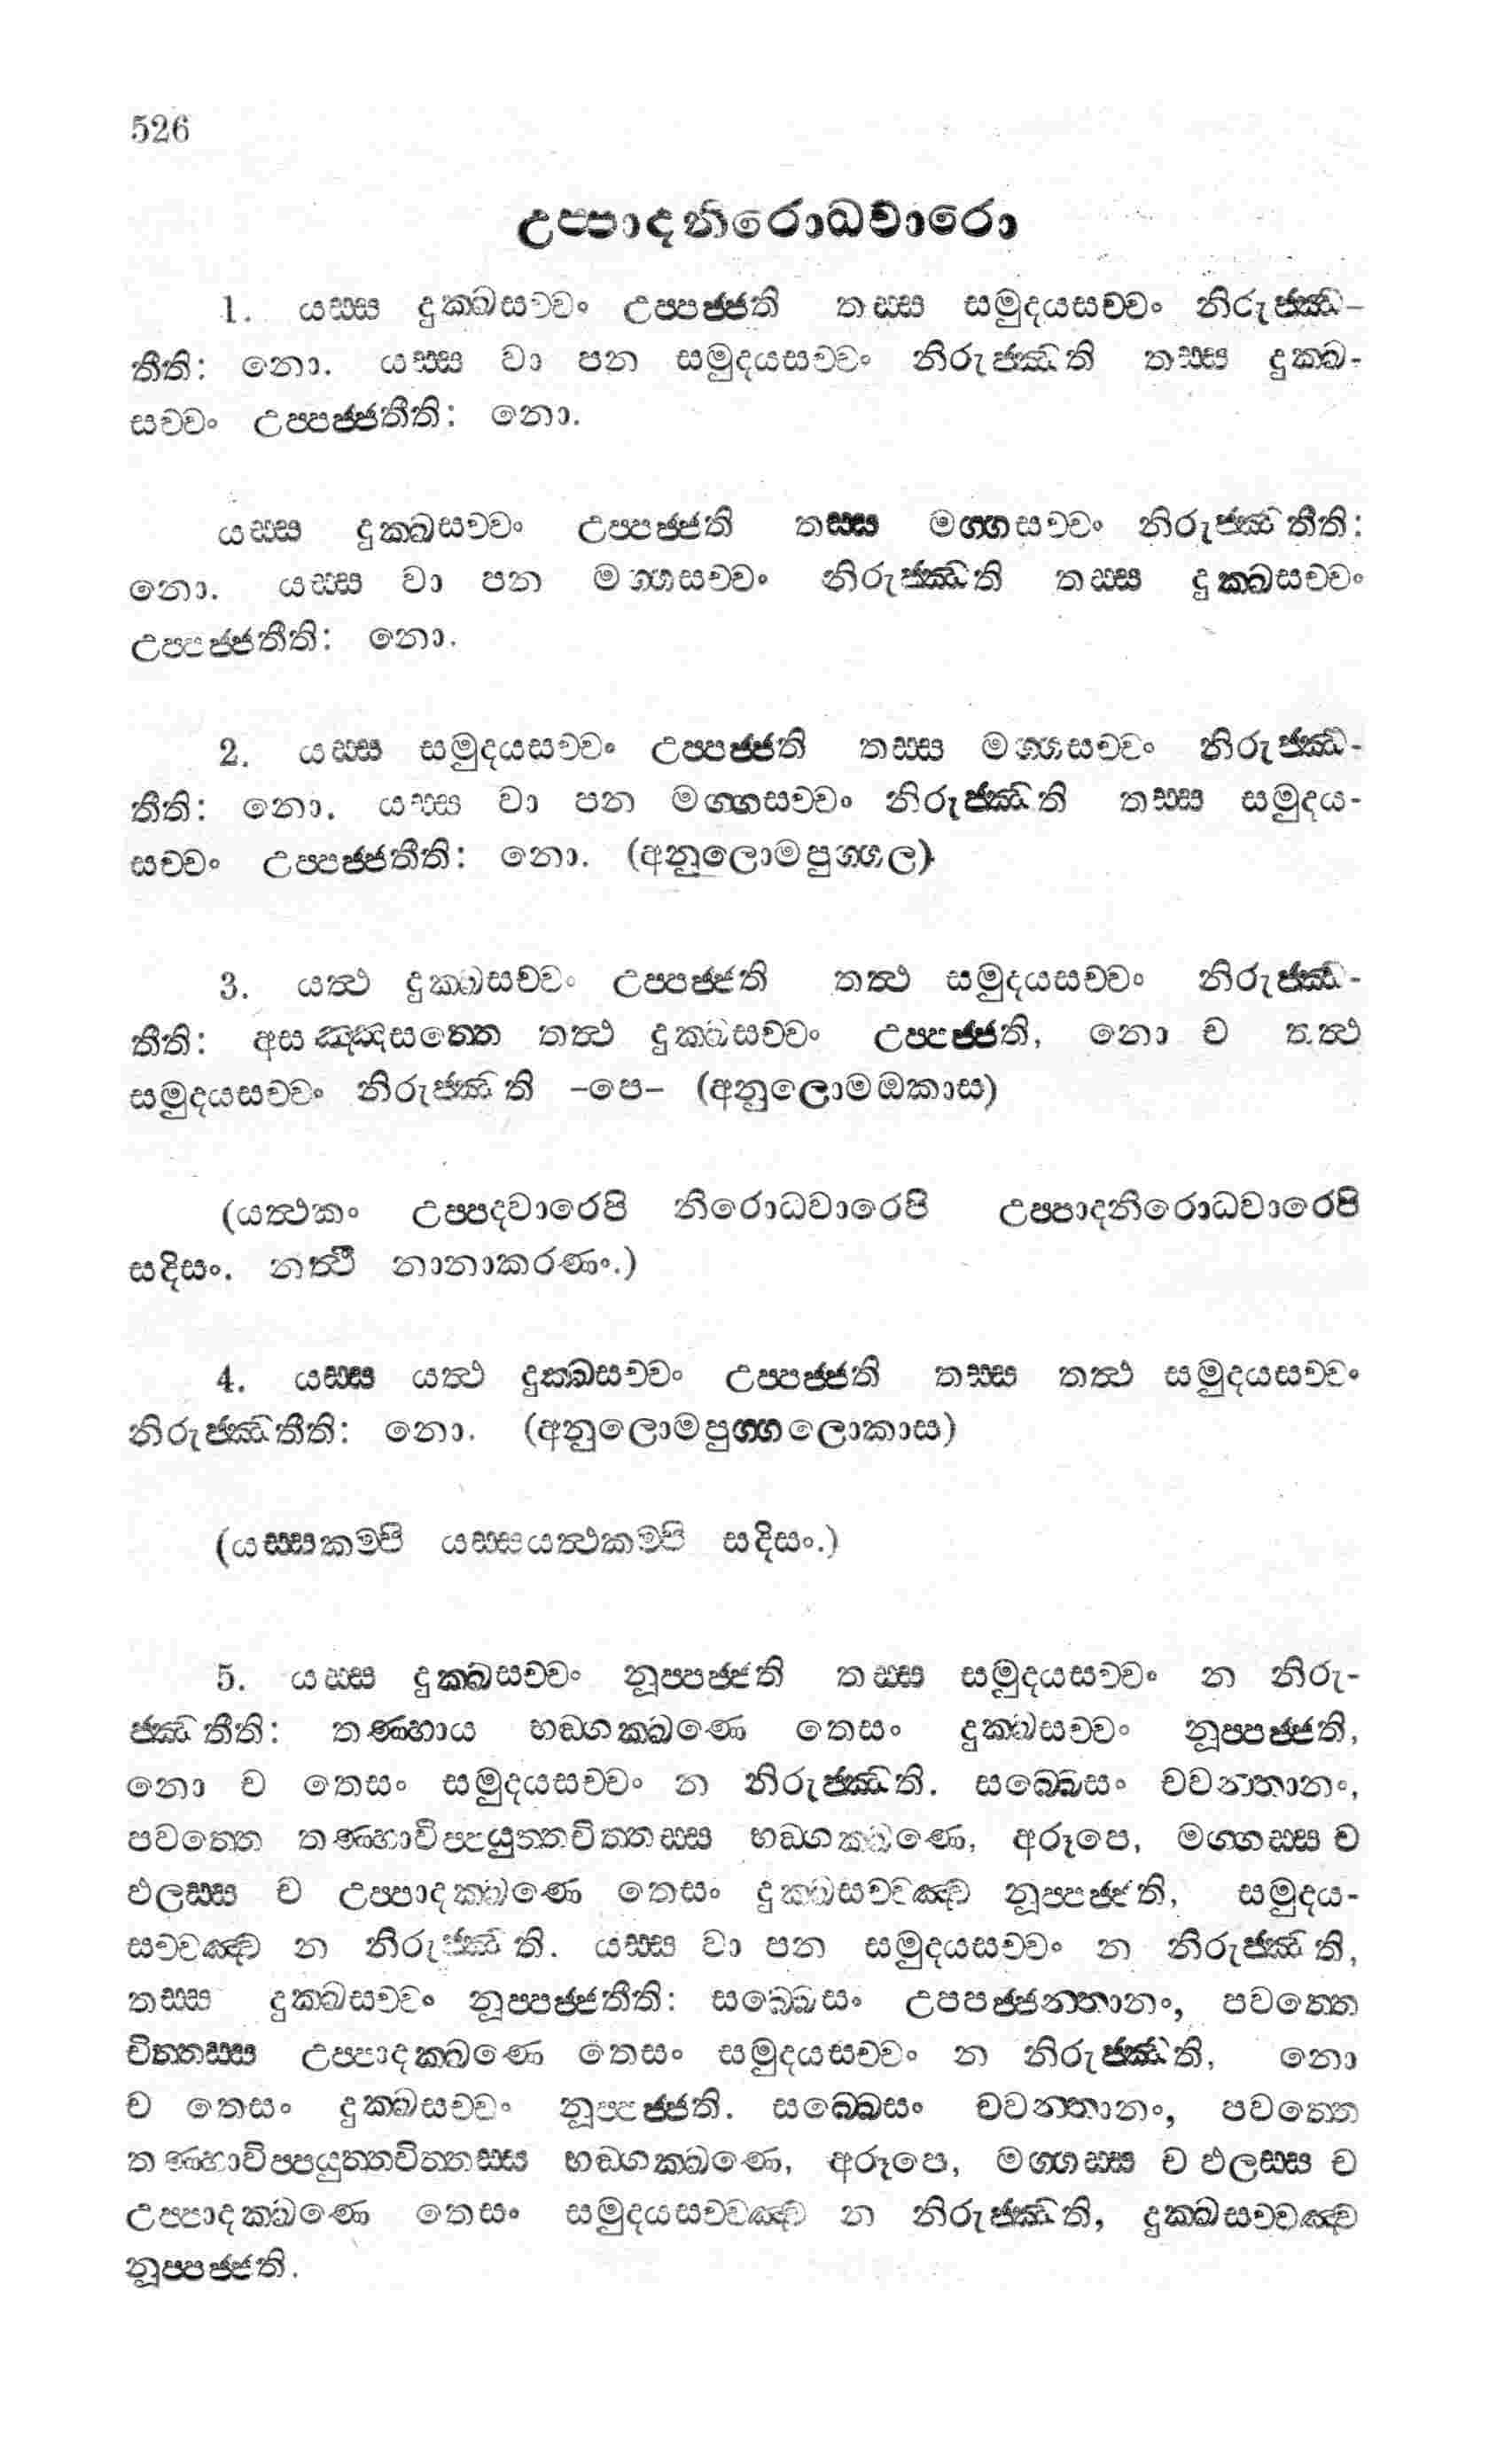 526
උප්පාදනිරොධවාරො
1. යස්ස දුක්ඛසච්චං උප්පජ්ජති තස්ස සමුදයසච්චං නිරුජ්ඣ-
තීති: නො. යස්ස වා පන සමුදයසච්චං නිරුජ්ඣති තස්ස දුක්ඛ-
සච්චං උප්පජ්ජතීති: නො.
යස්ස දුක්ඛසච්චං උප්පජ්ජති තස්ස මග්ගසච්චං නිරුජ්ඣතීති:
නො. යස්ස වා පන මග්ගසච්චං නිරුජ්ඣති තස්ස දුක්ඛසච්චං
උප්පජ්ජතීති: නො.
2. යස්ස සමුදයසච්චං උප්පජ්ජති තස්ස මග්ගසච්චං නිරුජ්ඣ-
තීති: නො. යස්ස වා පන මග්ගසච්චං නිරුජ්ඣති තස්ස සමුදය-
සච්චං උප්පජ්ජතීති: නො. (අනුලොමපුග්ගල)
3. යත්ථ දුක්ඛසච්චං උප්පජ්ජති තත්ථ සමුදයසච්චං නිරුජ්ඣ-
තීති: අසඤ්ඤසත්තෙ තත්ථ දුක්ඛසච්චං උප්පජ්ජති, නො ච තත්ථ
සමුදයසච්චං නිරුජ්ඣති -පෙ- (අනුලොමඔකාස)
(යත්ථකං උප්පදවාරෙපි නිරොධවාරෙපි උප්පාදනිරොධවාරෙපි
සදිසං. නත්ථි නානාකරණං.)
4. යස්ස යත්ථ දුක්ඛසච්චං උප්පජ්ජති තස්ස තත්ථ සමුදයසච්චං
නිරුජ්ඣතීති: නො. (අනුලොමපුග්ගලොකාස)
(යස්සකම්පි යස්සයත්ථකම්පි සදිසං.)
5. යස්ස දුක්ඛසච්චං නූප්පජ්ජති තස්ස සමුදයසච්චං න නිරු-
ජ්ඣතීති: තණ්හාය භඞ්ගක්ඛණෙ තෙසං දුක්ඛසච්චං නූප්පජ්ජති,
නො ච තෙසං සමුදයසච්චං න නිරුජ්ඣති. සබ්බෙසං චවන්තානං,
පවත්තෙ තණ්හාවිප්පයුත්තචිත්තස්ස භඞ්ගක්ඛණෙ, අරූපෙ, මග්ගස්ස ච
ඵලස්ස ච උප්පාදක්ඛණෙ තෙසං දුක්ඛසච්චඤ්ච නූප්පජ්ජති, සමුදය-
සච්චඤ්ච න නිරුජ්ඣති. යස්ස වා පන සමුදයසච්චං න නිරුජ්ඣති,
තස්ස දුක්ඛසච්චං නූප්පජ්ජතීති: සබ්බෙසං උපපජ්ජන්තානං, පවත්තෙ
චිත්තස්ස උප්පාදක්ඛණෙ තෙසං සමුදයසච්චං න නිරුජ්ඣති, නො
ච තෙසං දුක්ඛසච්චං නූප්පජ්ජති. සබ්බෙසං චවන්තානං, පවත්තෙ
තණ්හාවිප්පයුත්තචිත්තස්ස භඞ්ගක්ඛණෙ, අරූපෙ, මග්ගස්ස ච ඵලස්ස ච
උප්පාදක්ඛණෙ තෙසං සමුදයසච්චඤ්ච න නිරුජ්ඣති, දුක්ඛසච්චඤ්ච
නූප්පජ්ජති.